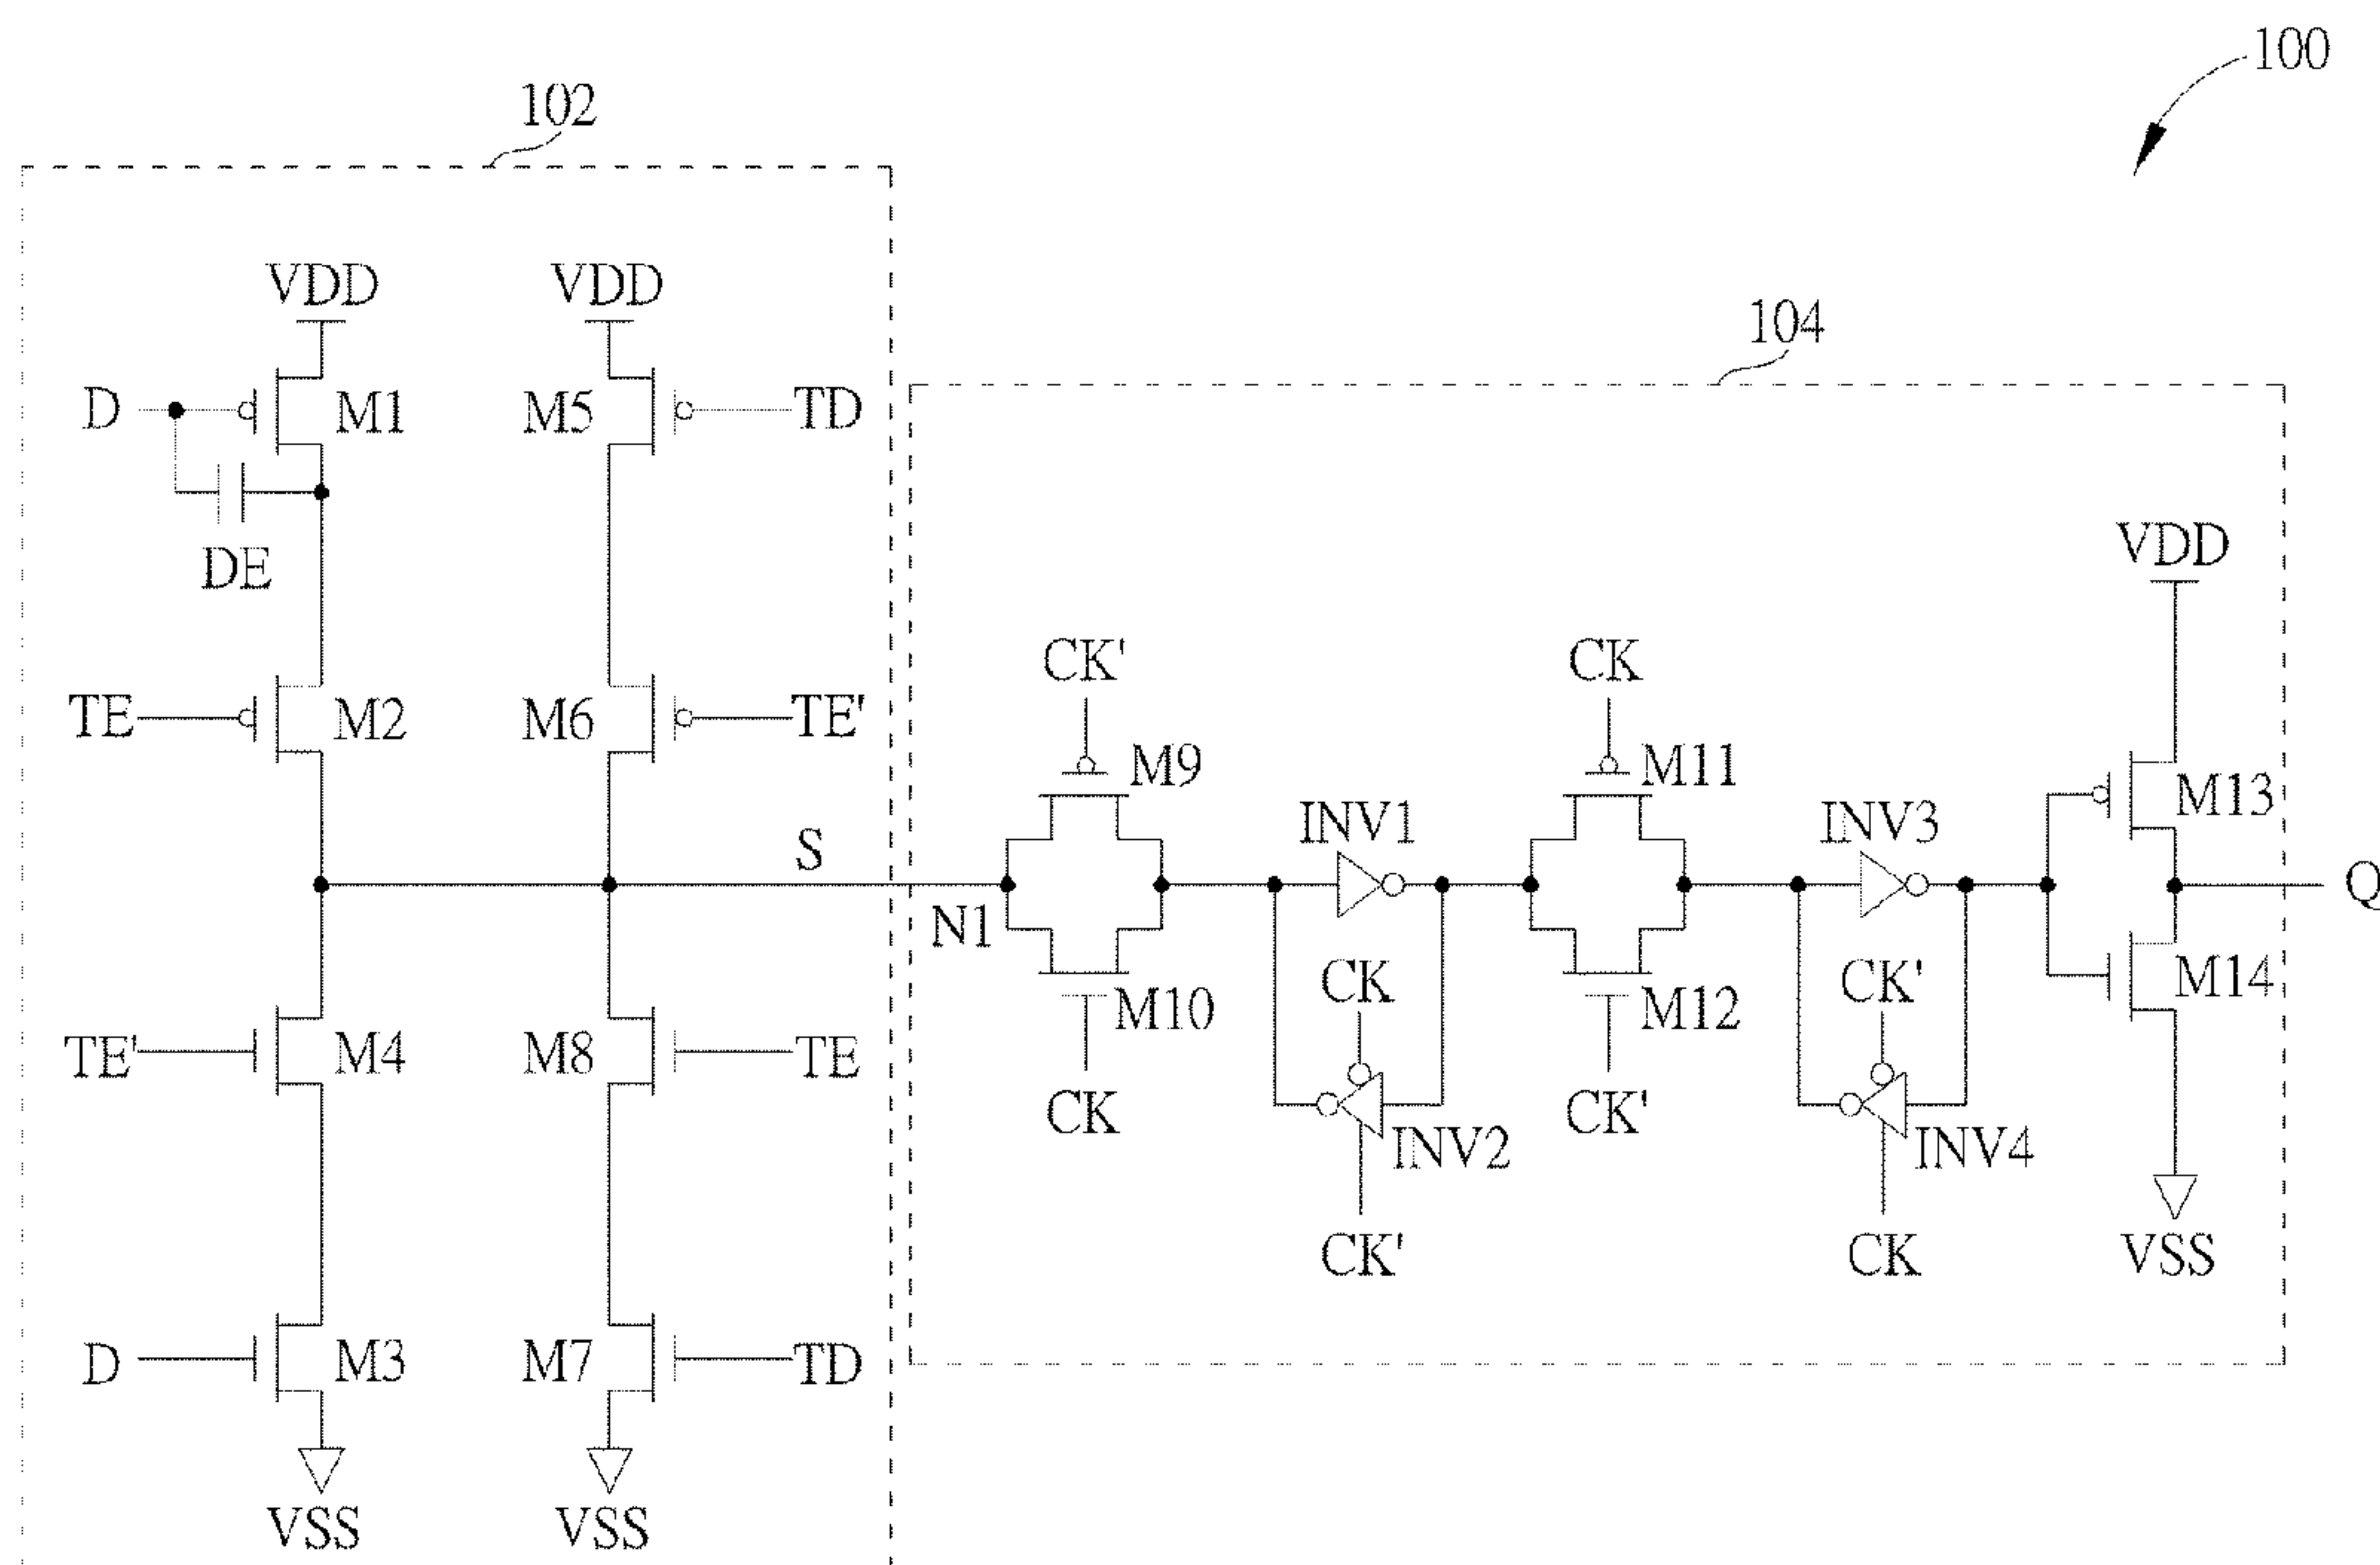 100
102
VDD VDD
104
D M1 M5 TD
DE
VDD
CK' CK
TE M2 M6 TE'
M9 M11
M13
INV1 INV3
S
Q
N1
TE' M4 M8 TE
M10 CK M12 CK' M14
CK CK'
INV2 INV4
CK' CK VSS
D M3 M7 TD
VSS VSS